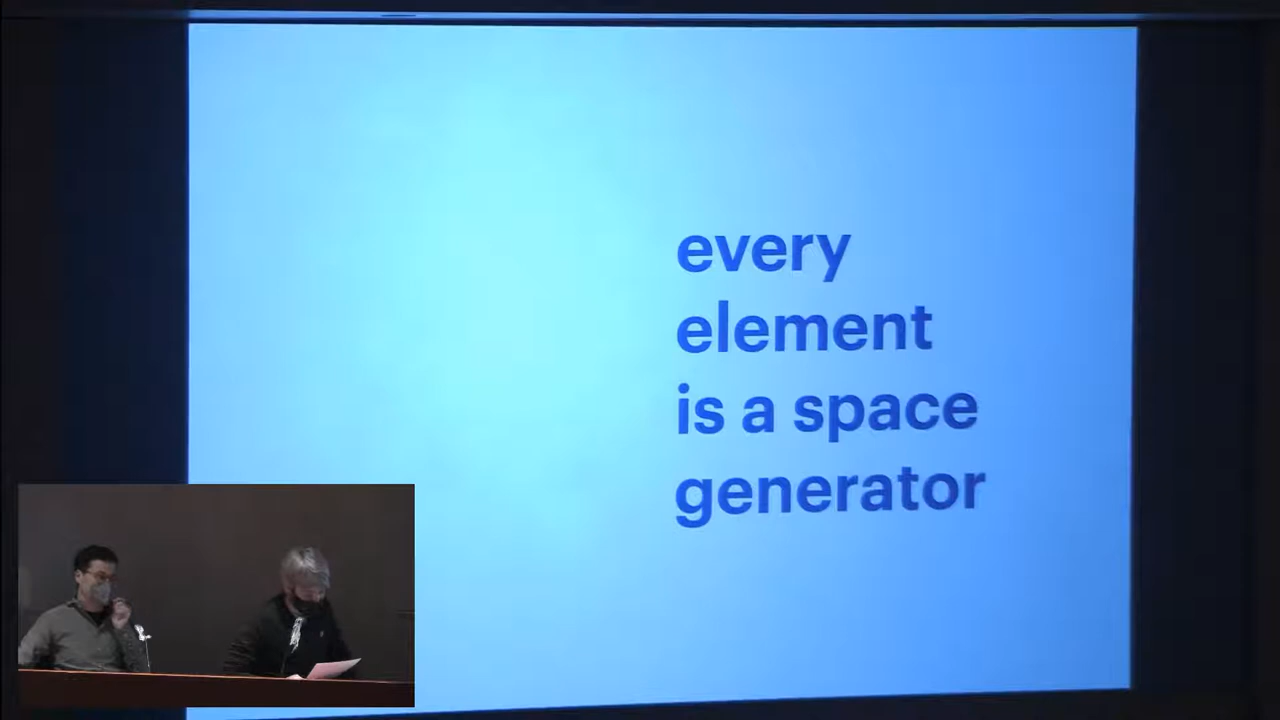 every
element
is a space
generator